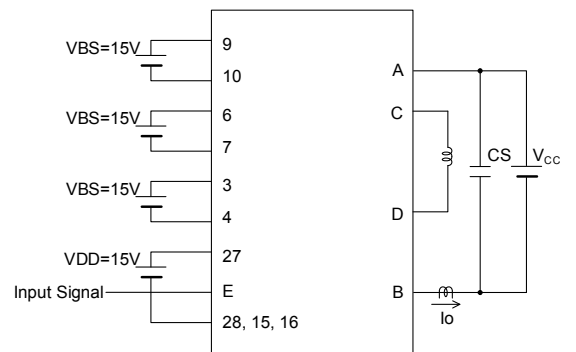 VBS=15V
9
10
VBS=15V
6
7
VBS=15V
3
4
VDD=15V
27
Input Signal
E
28, 15, 16
A
C
D
B
CS
VCC
Io